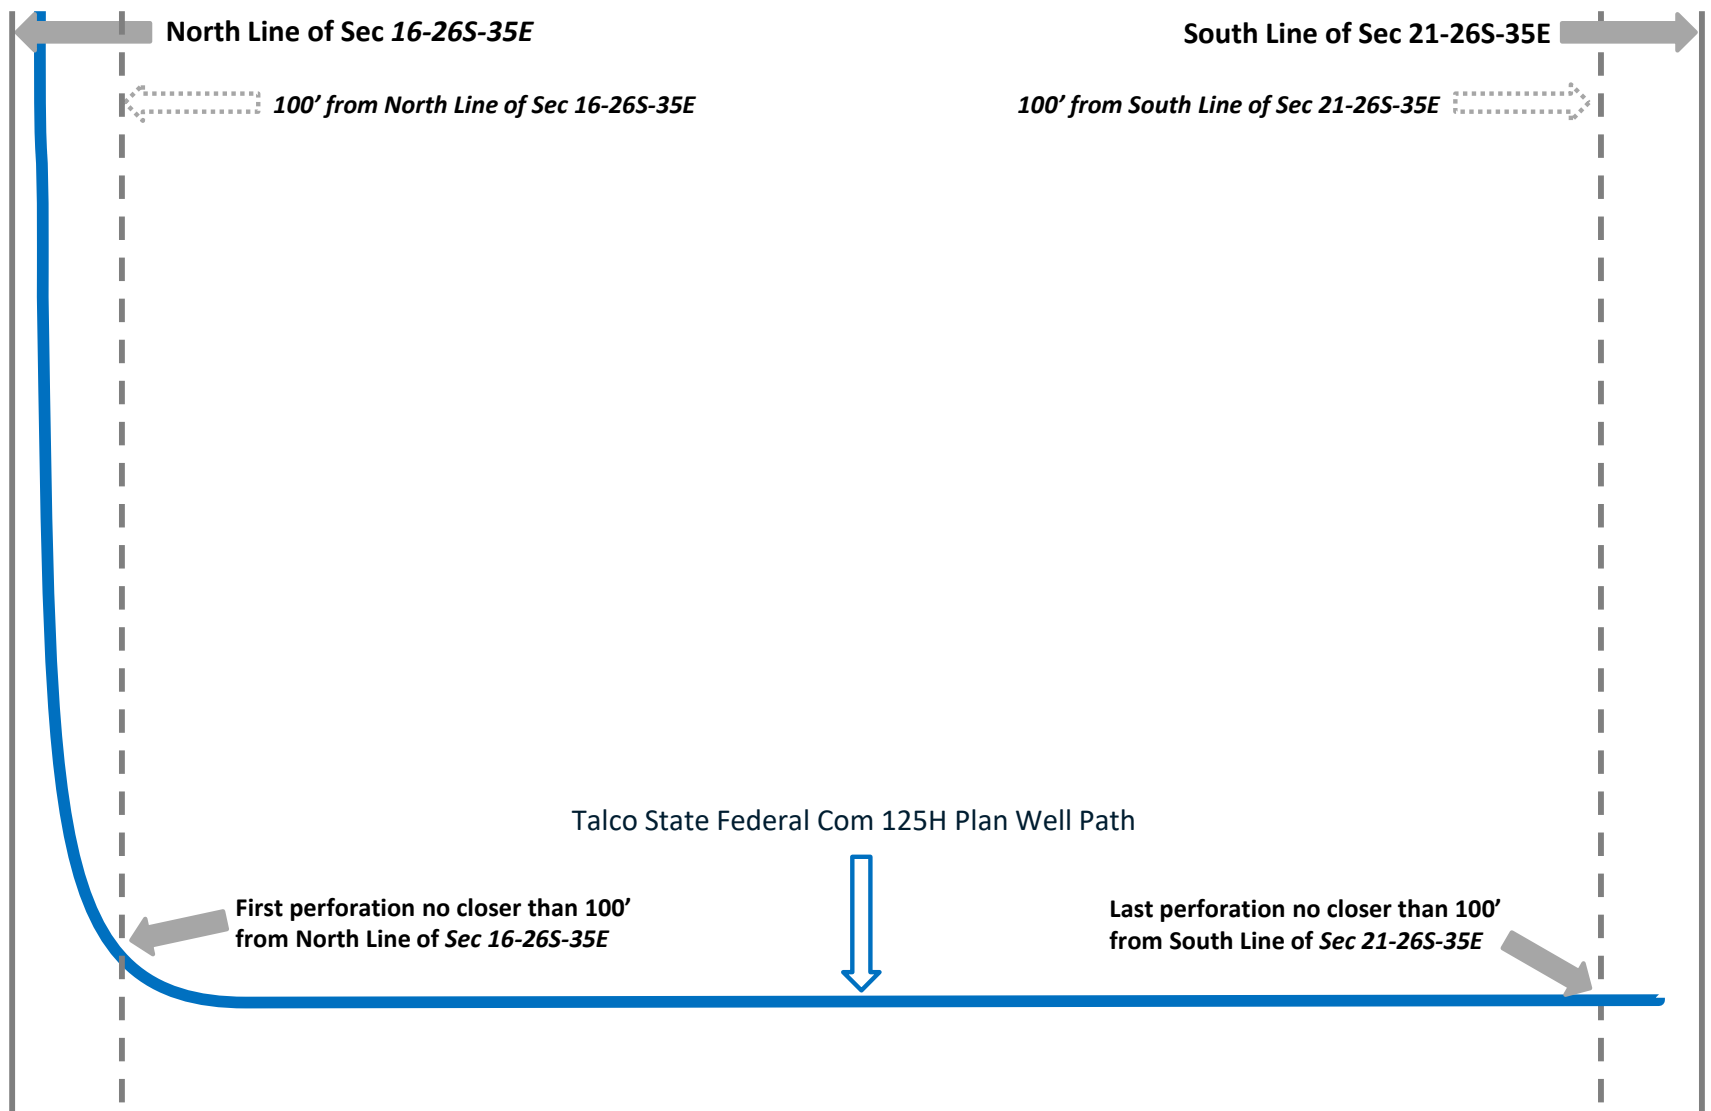 North Line of Sec 16-26S-35E
South Line of Sec 21-26S-35E
100’ from North Line of Sec 16-26S-35E
100’ from South Line of Sec 21-26S-35E
Talco State Federal Com 125H Plan Well Path
First perforation no closer than 100’
from North Line of Sec 16-26S-35E
Last perforation no closer than 100’
from South Line of Sec 21-26S-35E